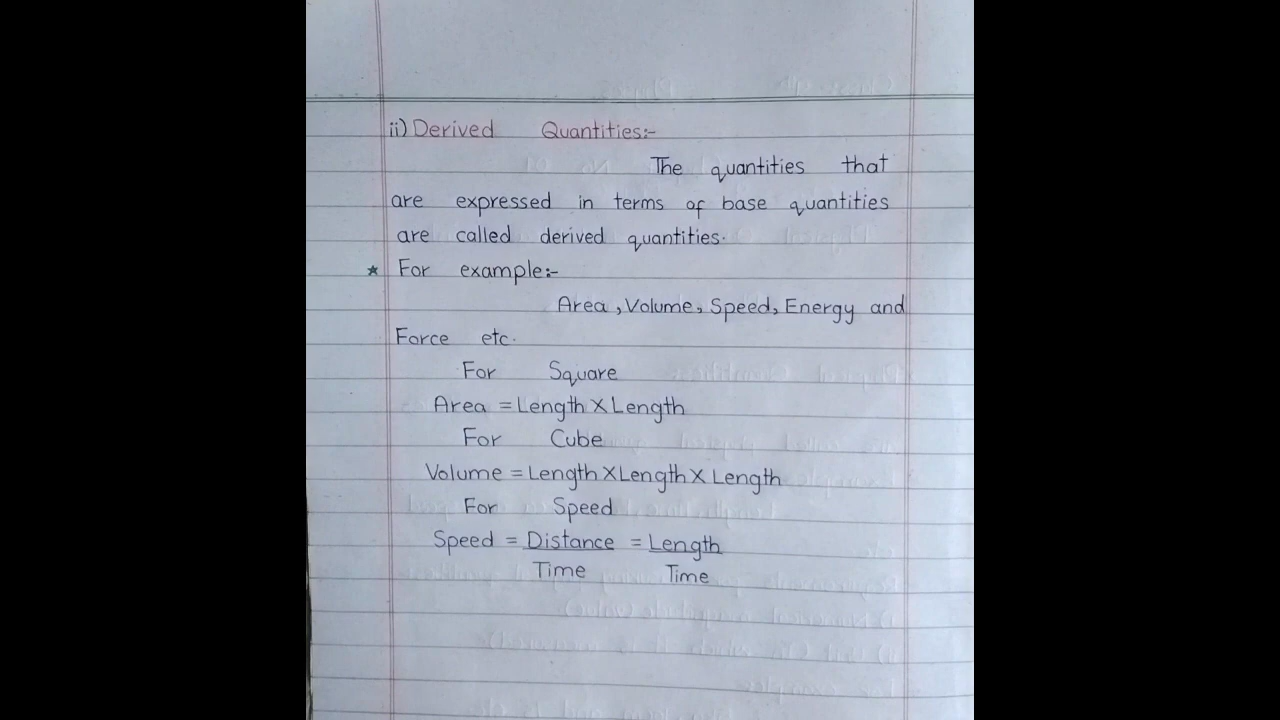 ii) Derived Quantities:-
The quantities that
are expressed in terms of base quantities
are called derived quantities.
★ For example:-
Area, Volume, Speed, Energy and
Force etc.
For Square
Area = Length X Length
For Cube
Volume = Length X Length X Length
For Speed
Speed = Distance = Length
Time Time